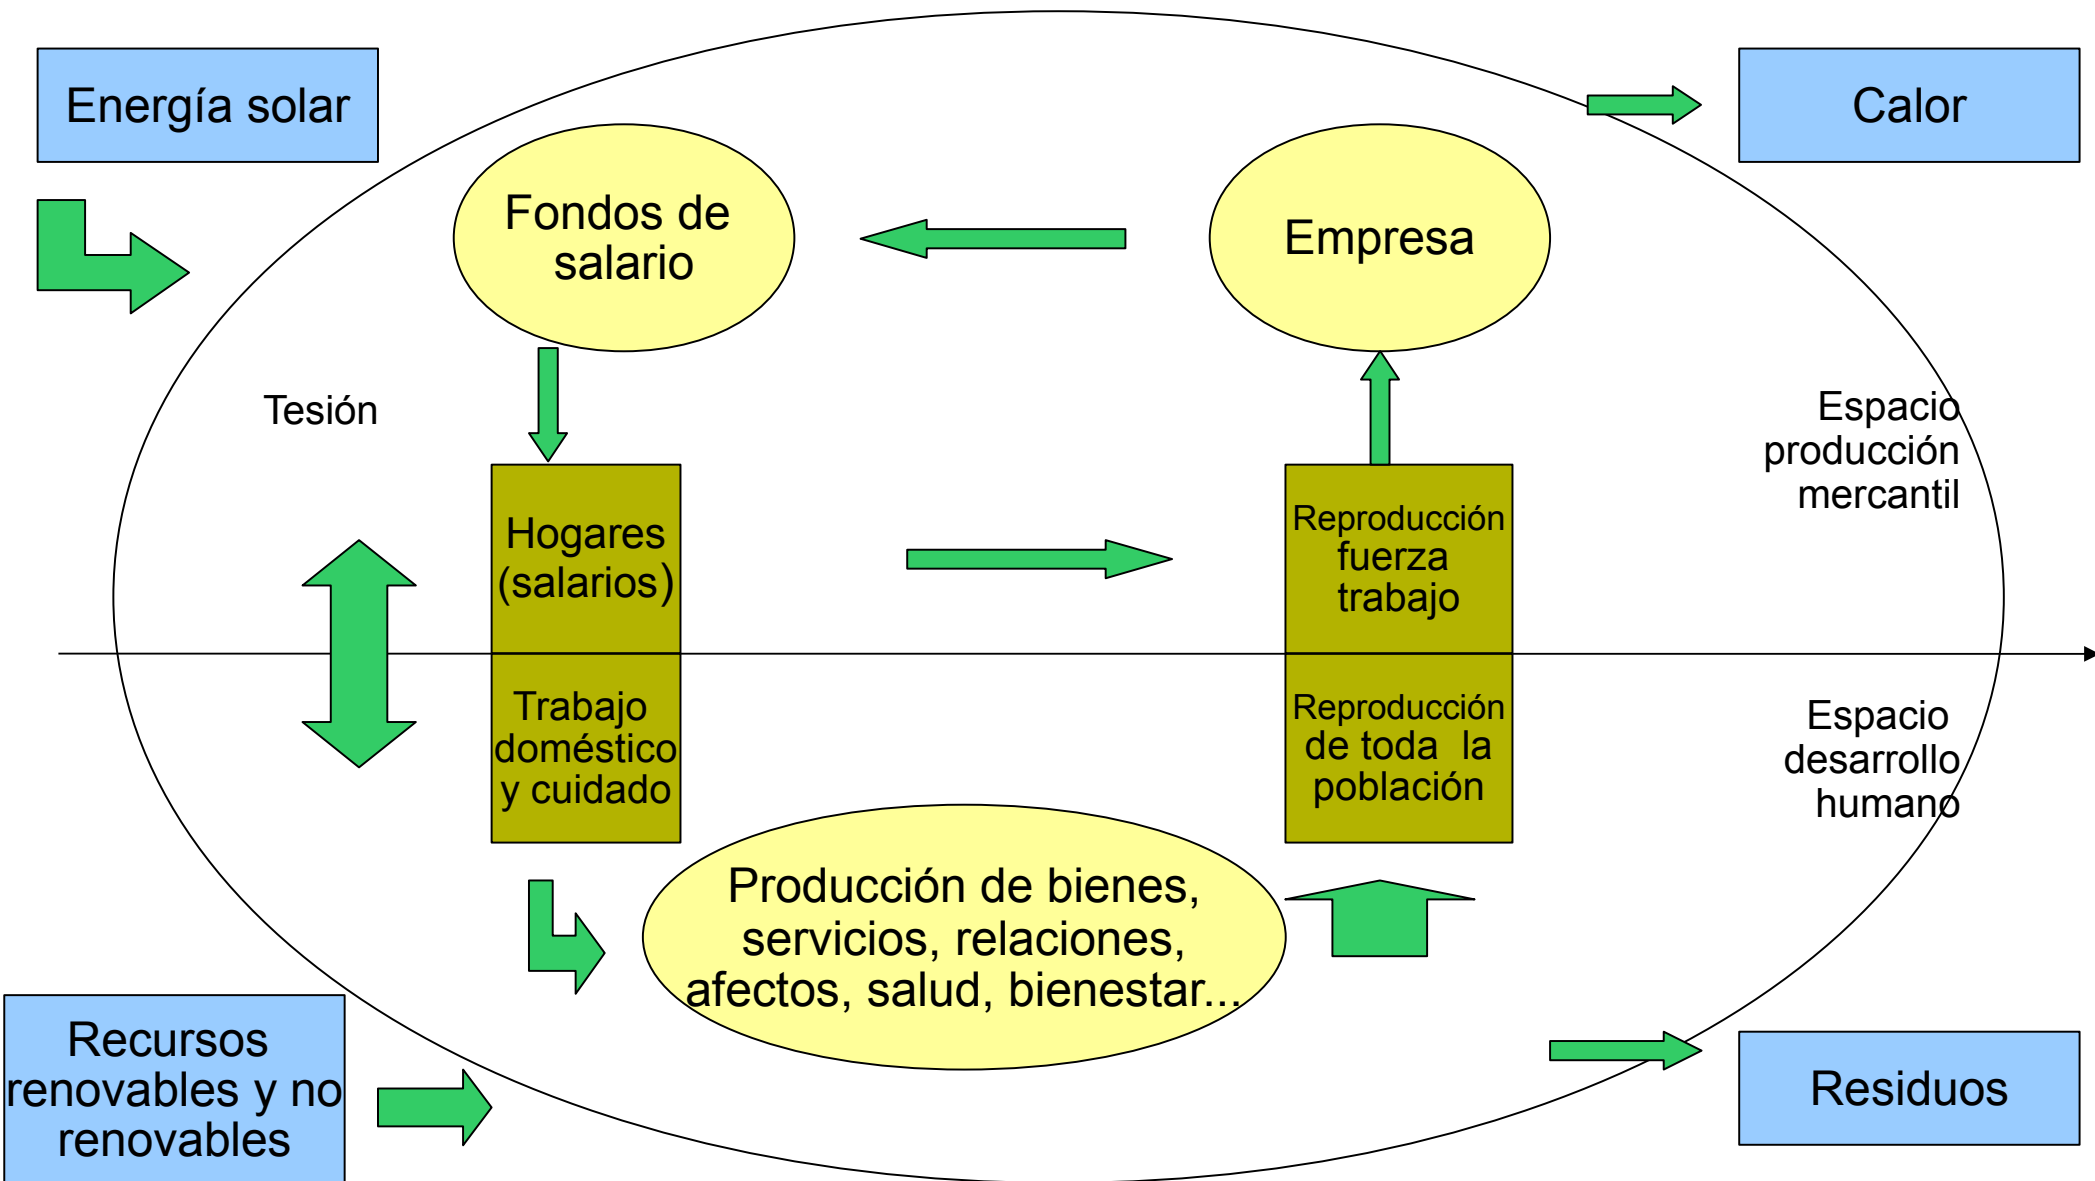 Energía solar
Calor
Fondos de
salario
Empresa
Tesión
Espacio
producción
mercantil
Hogares
(salarios)
Reproducción
fuerza
trabajo
Trabajo
doméstico
y cuidado
Reproducción
de toda la
población
Espacio
desarrollo
humano
Producción de bienes,
servicios, relaciones,
afectos, salud, bienestar...
Recursos
renovables y no
renovables
Residuos